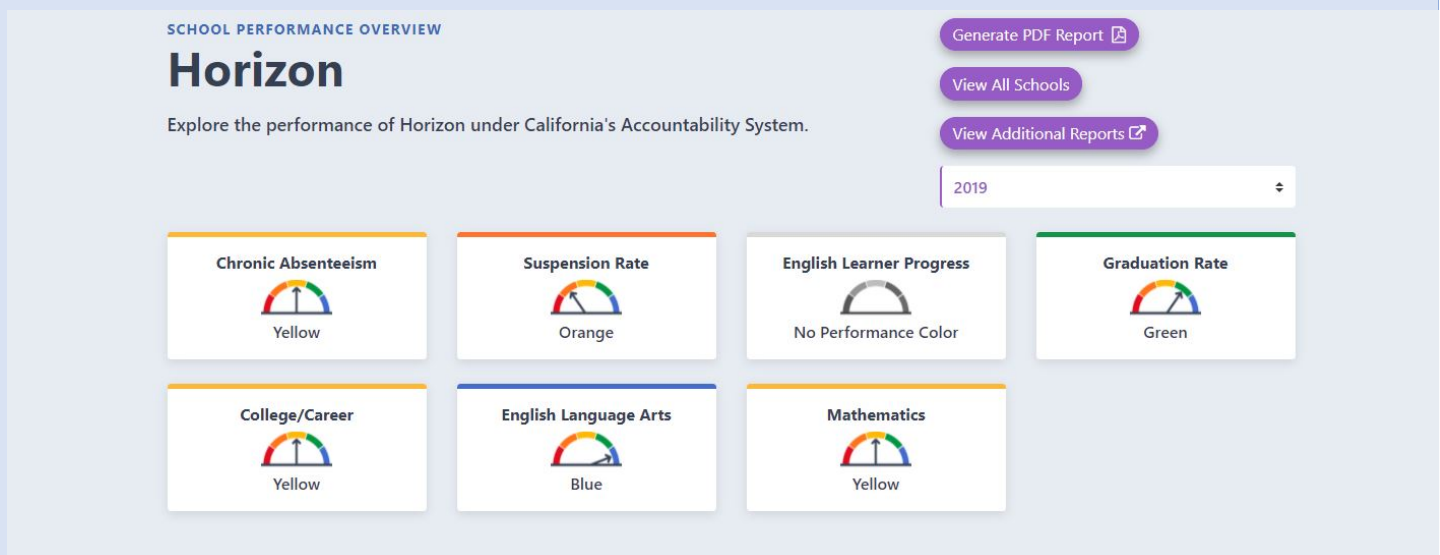 SCHOOL PERFORMANCE OVERVIEW
Horizon
Explore the performance of Horizon under California's Accountability System.
Generate PDF Report
View All Schools
View Additional Reports
2019
Chronic Absenteeism
Yellow
Suspension Rate
Orange
English Learner Progress
No Performance Color
Graduation Rate
Green
College/Career
Yellow
English Language Arts
Blue
Mathematics
Yellow